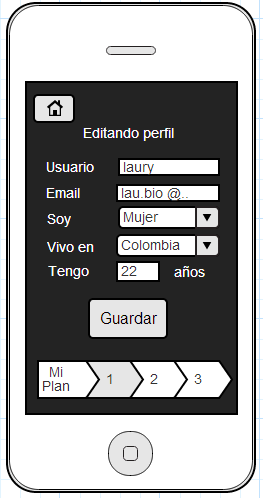 Editando perfil
Usuario laury
Email lau.bio @..
Soy Mujer
Vivo en Colombia
Tengo 22 años
Guardar
Mi Plan 1 2 3